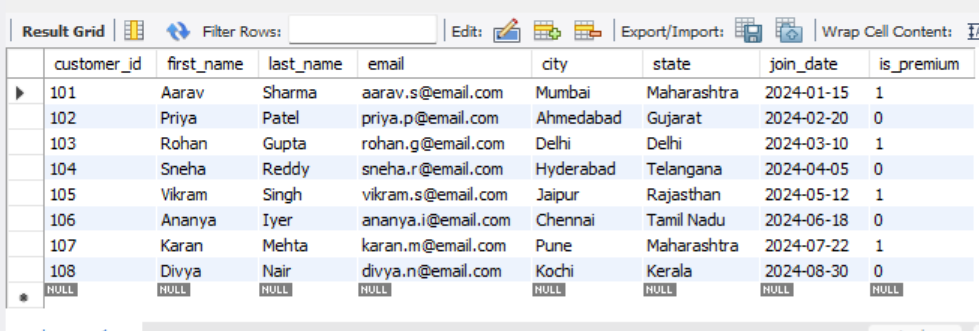 Result Grid Filter Rows: Edit: Export/Import: Wrap Cell Content:
customer_id first_name last_name email city state join_date is_premium
101 Aarav Sharma aarav.s@email.com Mumbai Maharashtra 2024-01-15 1
102 Priya Patel priya.p@email.com Ahmedabad Gujarat 2024-02-20 0
103 Rohan Gupta rohan.g@email.com Delhi Delhi 2024-03-10 1
104 Sneha Reddy sneha.r@email.com Hyderabad Telangana 2024-04-05 0
105 Vikram Singh vikram.s@email.com Jaipur Rajasthan 2024-05-12 1
106 Ananya Iyer ananya.i@email.com Chennai Tamil Nadu 2024-06-18 0
107 Karan Mehta karan.m@email.com Pune Maharashtra 2024-07-22 1
108 Divya Nair divya.n@email.com Kochi Kerala 2024-08-30 0
NULL NULL NULL NULL NULL NULL NULL NULL